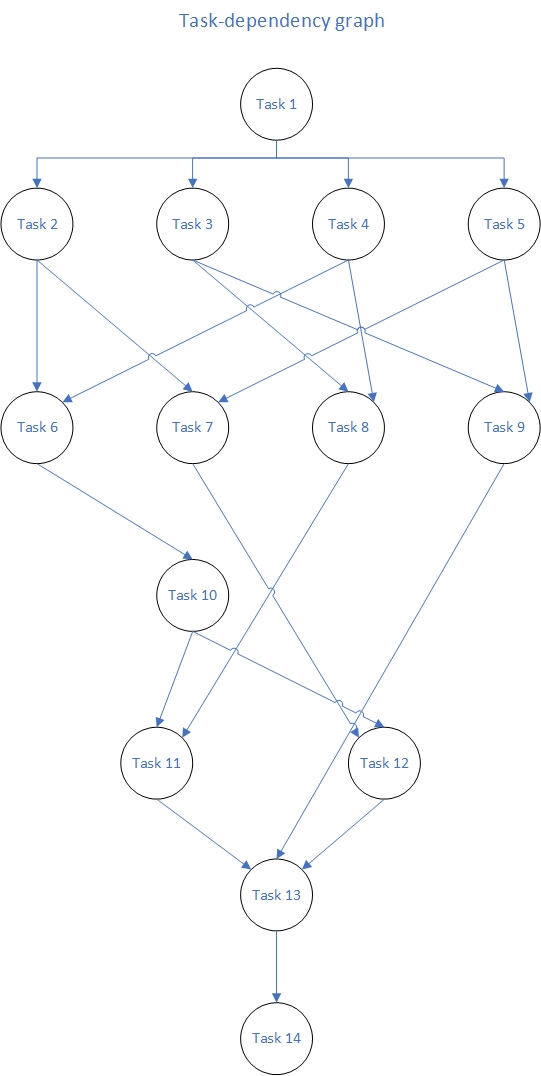 Task-dependency graph
Task 1
Task 2
Task 3
Task 4
Task 5
Task 6
Task 7
Task 8
Task 9
Task 10
Task 11
Task 12
Task 13
Task 14